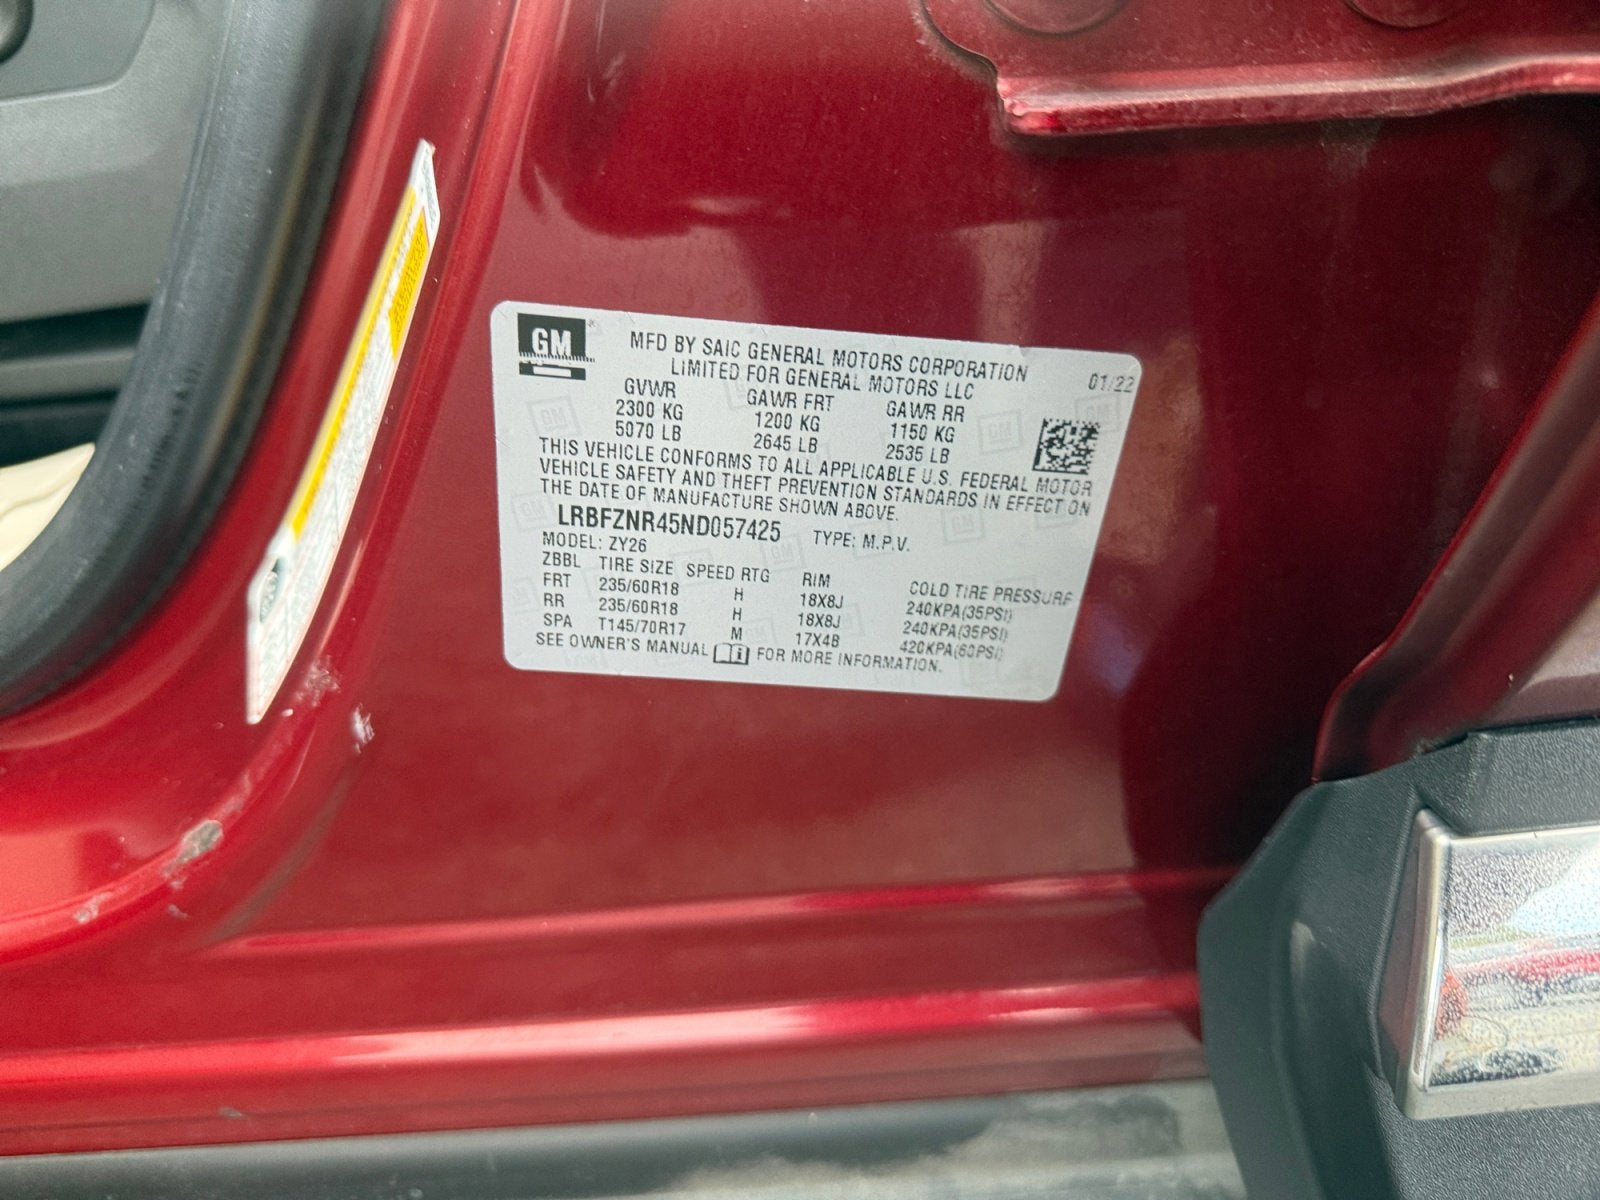 GM
MFD BY SAIC GENERAL MOTORS CORPORATION
LIMITED FOR GENERAL MOTORS LLC
01/22
GVWR GAWR FRT GAWR RR
2300 KG 1200 KG 1150 KG
5070 LB 2645 LB 2535 LB
THIS VEHICLE CONFORMS TO ALL APPLICABLE U.S. FEDERAL MOTOR
VEHICLE SAFETY AND THEFT PREVENTION STANDARDS IN EFFECT ON
THE DATE OF MANUFACTURE SHOWN ABOVE.
LRBFZNR45ND057425 TYPE: M.P.V.
MODEL: ZY26
ZBBL TIRE SIZE SPEED RTG RIM COLD TIRE PRESSURE
FRT 235/60R18 H 18X8J 240KPA(35PSI)
RR 235/60R18 H 18X8J 240KPA(35PSI)
SPA T145/70R17 M 17X4B 420KPA(60PSI)
SEE OWNER'S MANUAL FOR MORE INFORMATION.